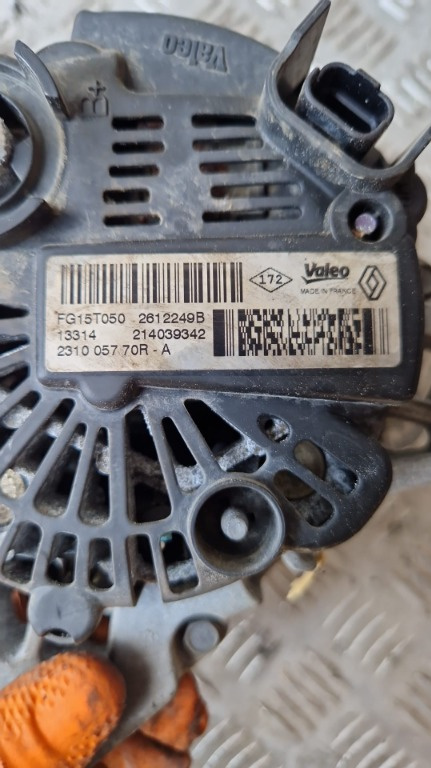 Valeo
B+
172 Valeo
MADE IN FRANCE
FG15T050 2612249B
13314 214039342
2310 057 70R - A